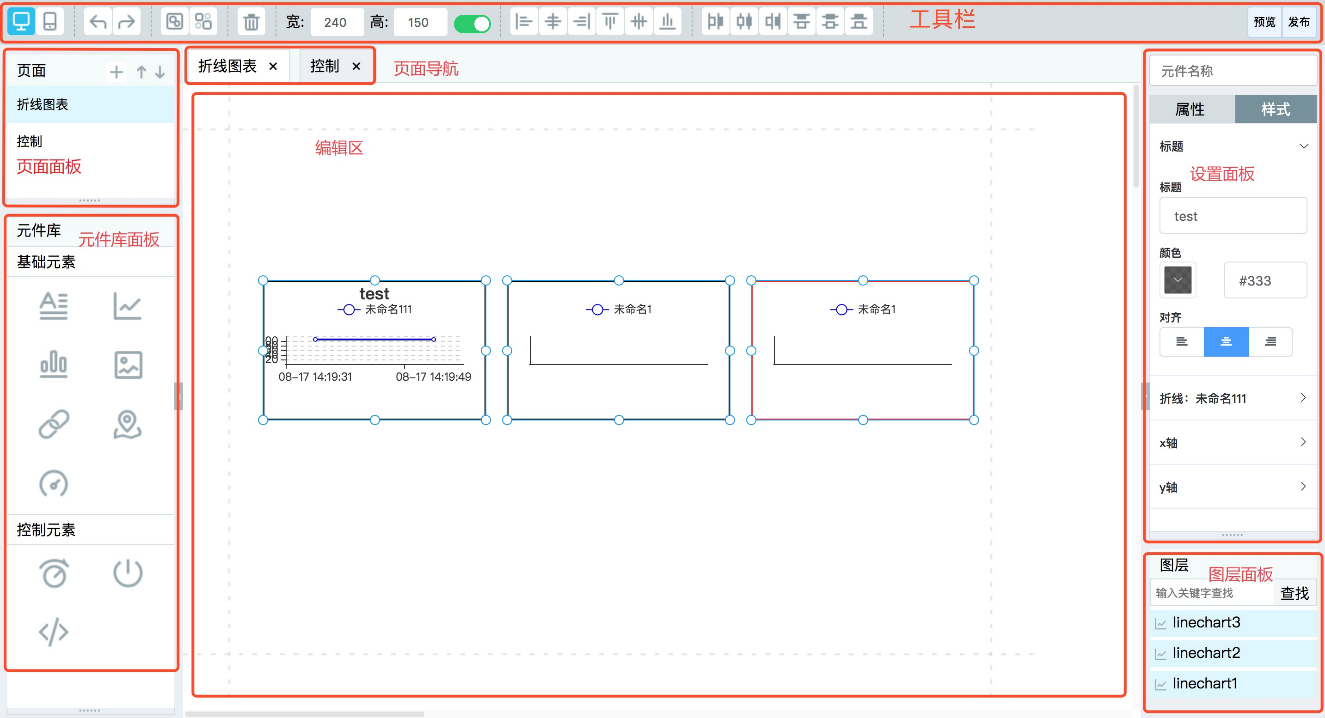 宽: 240 高: 150 工具栏 预览 发布
页面
折线图表
控制
页面面板
元件库
元件库面板
基础元素
控制元素
折线图表 × 控制 × 页面导航
编辑区
test
未命名111
08-17 14:19:31 08-17 14:19:49
未命名1
未命名1
元件名称
属性 样式
标题
设置面板
标题
test
颜色
#333
对齐
折线：未命名111
x轴
y轴
图层
图层面板
输入关键字查找 查找
linechart3
linechart2
linechart1